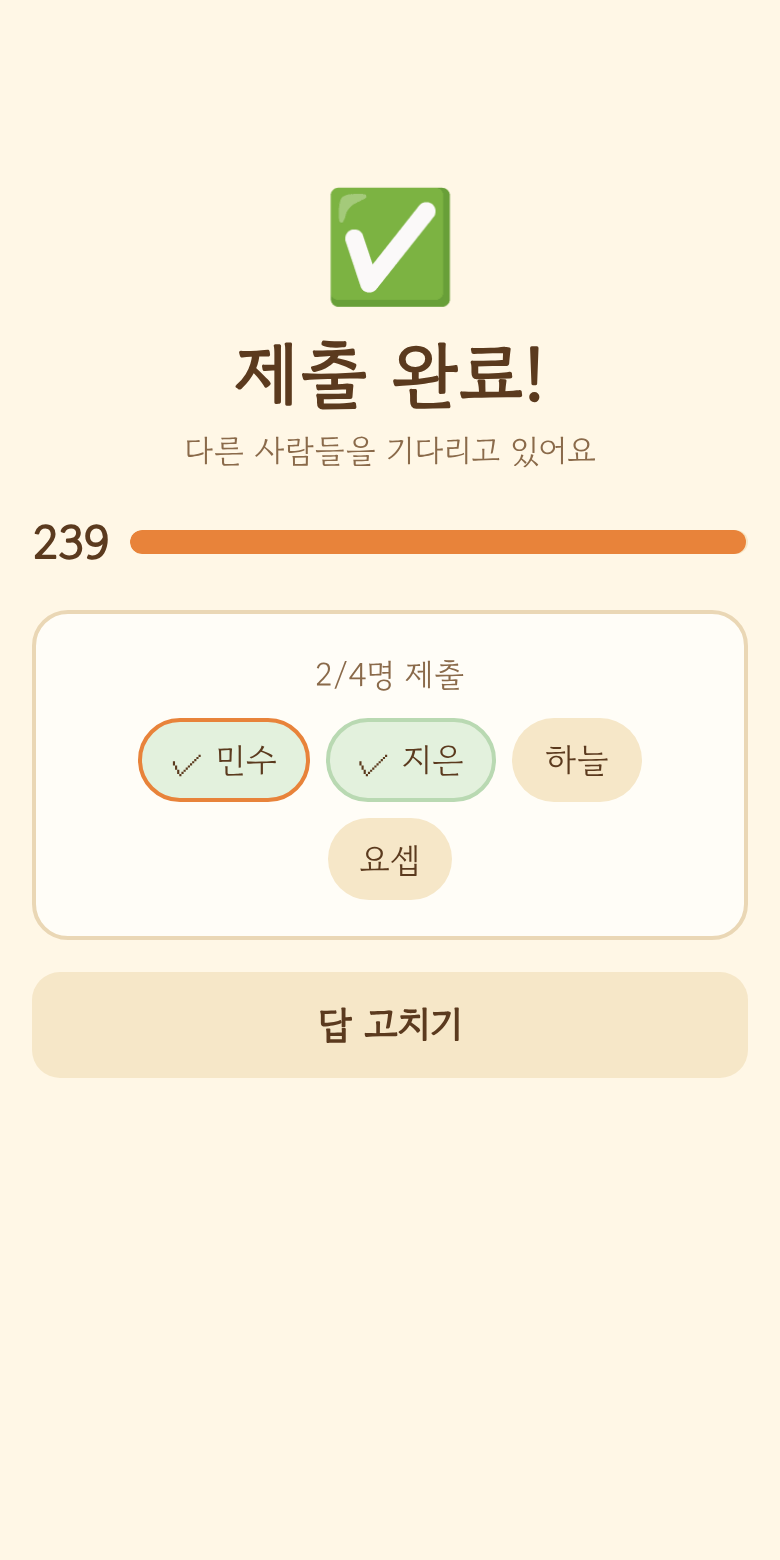 ✅
제출 완료!
다른 사람들을 기다리고 있어요
239
2/4명 제출
✓ 민수 ✓ 지은 하늘
요셉
답 고치기